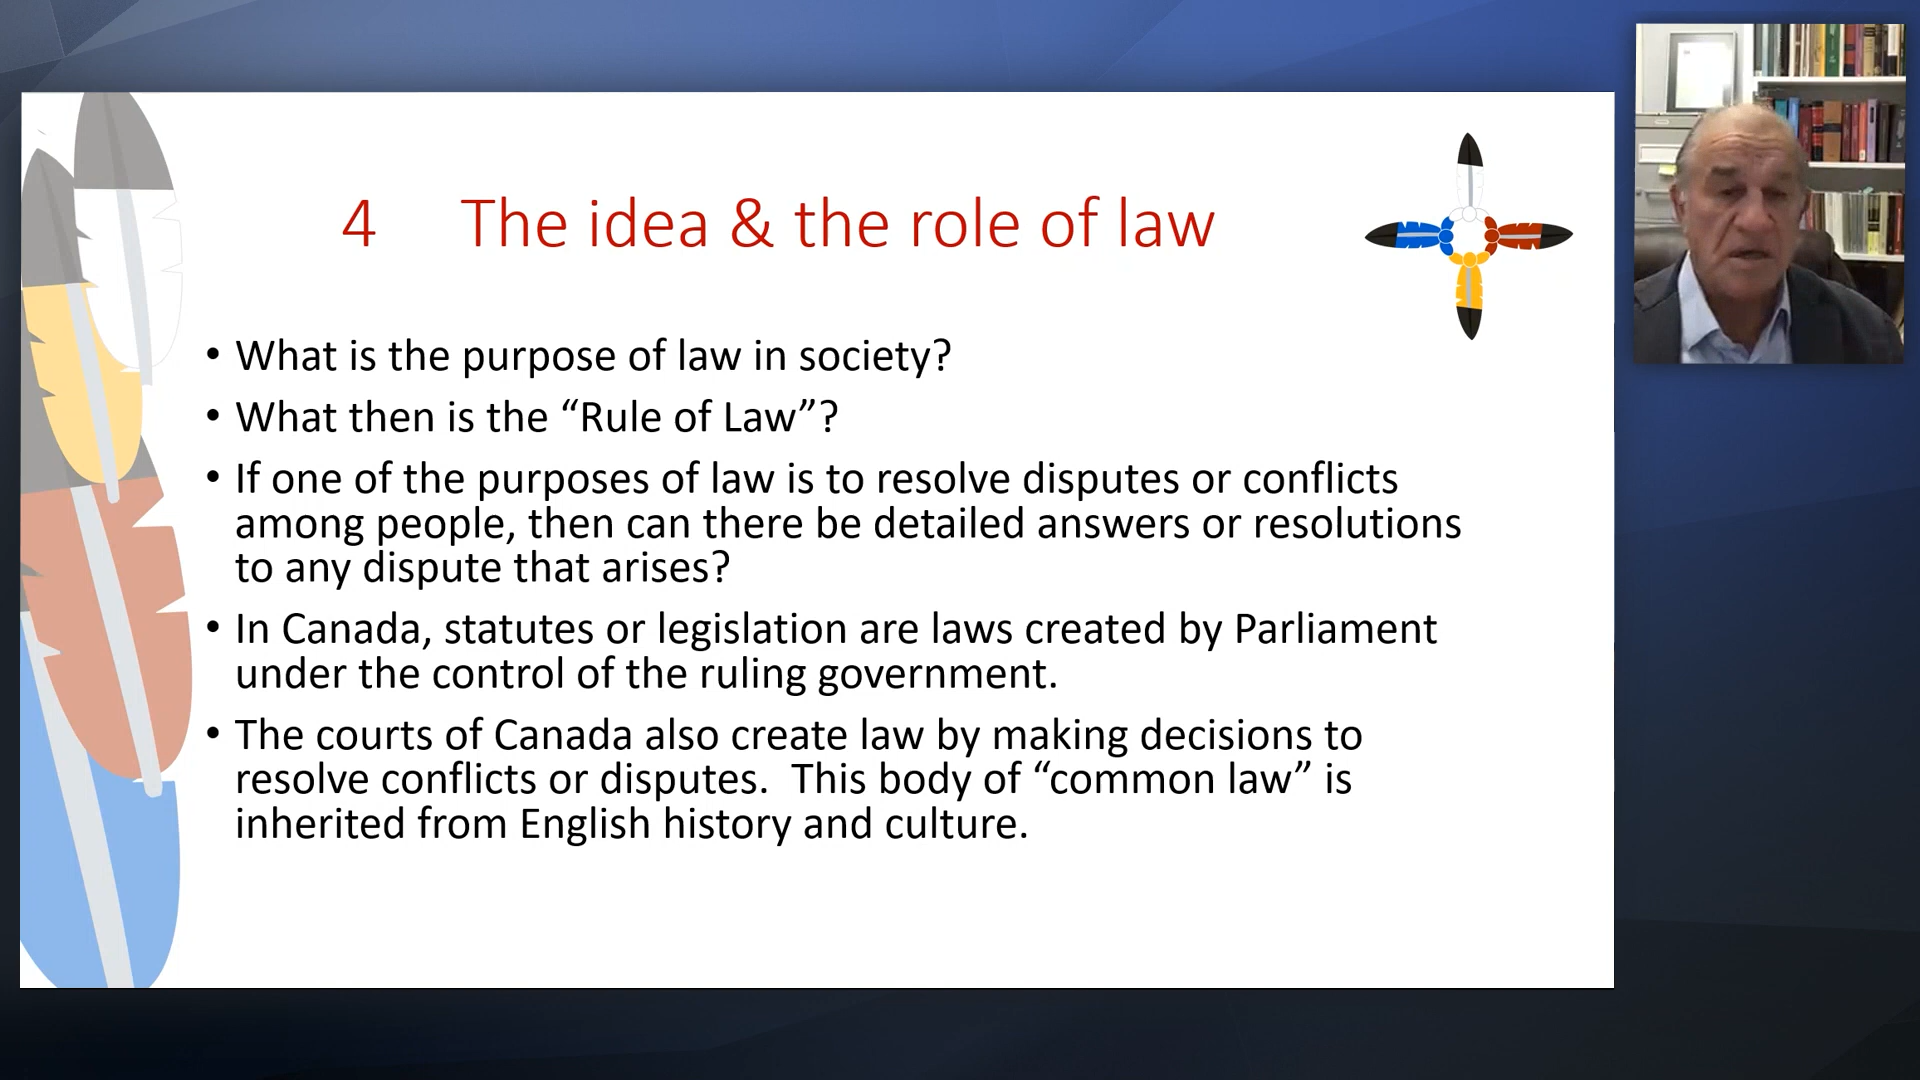 4 The idea & the role of law
• What is the purpose of law in society?
• What then is the “Rule of Law”?
• If one of the purposes of law is to resolve disputes or conflicts
among people, then can there be detailed answers or resolutions
to any dispute that arises?
• In Canada, statutes or legislation are laws created by Parliament
under the control of the ruling government.
• The courts of Canada also create law by making decisions to
resolve conflicts or disputes.  This body of “common law” is
inherited from English history and culture.